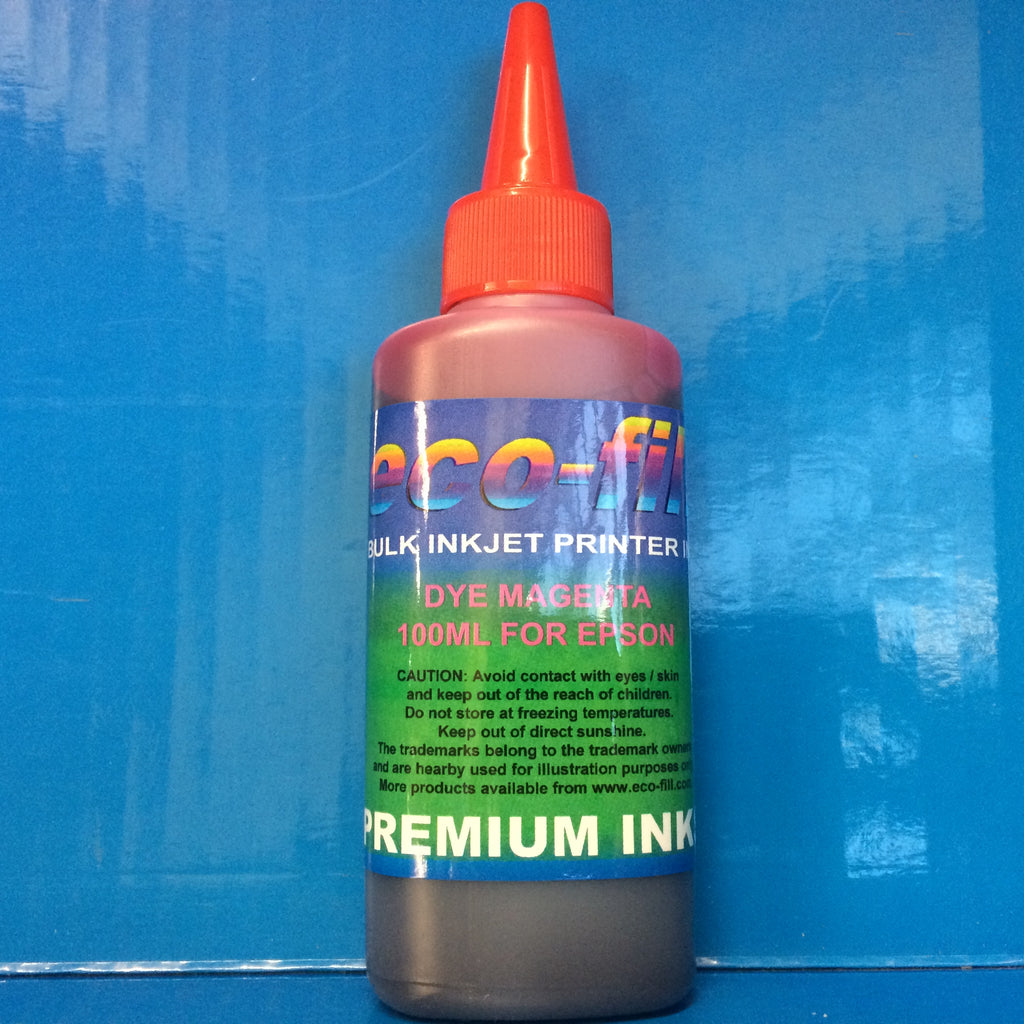 eco-fill
BULK INKJET PRINTER
DYE MAGENTA
100ML FOR EPSON
CAUTION: Avoid contact with eyes / skin
and keep out of the reach of children.
Do not store at freezing temperatures.
Keep out of direct sunshine.
The trademarks belong to the trademark owners
and are hearby used for illustration purposes
More products available from www.eco-fill.com
PREMIUM INK